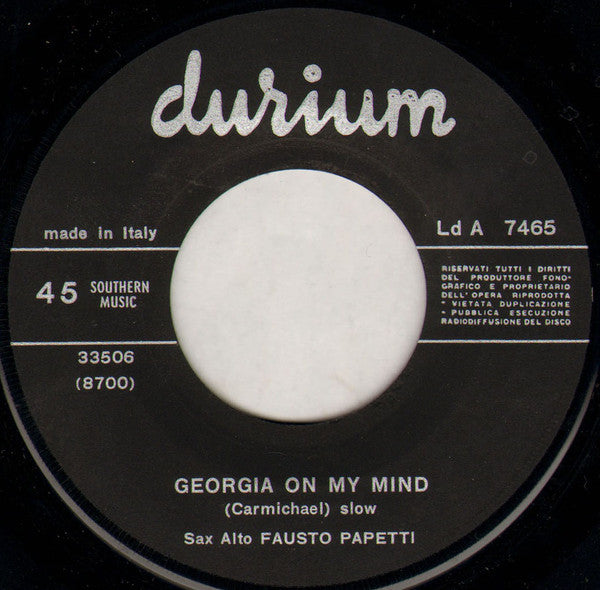 durium
made in Italy
Ld A 7465
45 SOUTHERN
MUSIC
RISERVATI TUTTI I DIRITTI
DEL PRODUTTORE FONO-
GRAFICO E PROPRIETARIO
DELL'OPERA RIPRODOTTA
- VIETATA DUPLICAZIONE
- PUBBLICA ESECUZIONE
RADIODIFFUSIONE DEL DISCO
33506
(8700)
GEORGIA ON MY MIND
(Carmichael) slow
Sax Alto FAUSTO PAPETTI